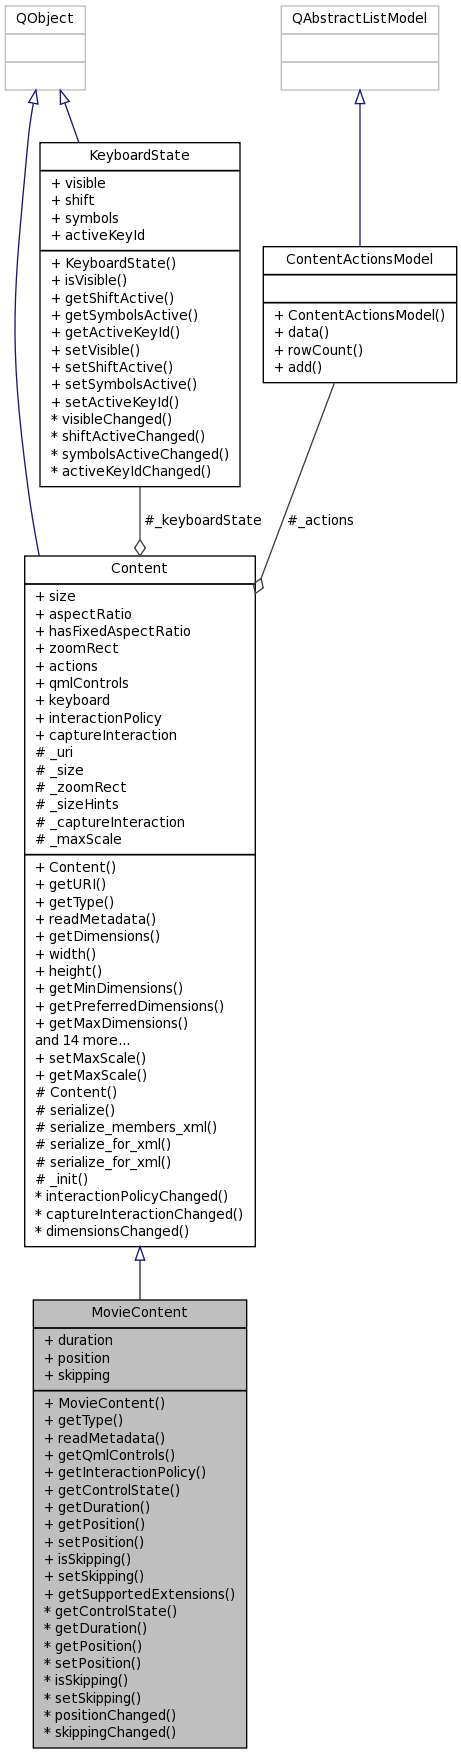 QObject
QAbstractListModel
KeyboardState
+ visible
+ shift
+ symbols
+ activeKeyId
+ KeyboardState()
+ isVisible()
+ getShiftActive()
+ getSymbolsActive()
+ getActiveKeyId()
+ setVisible()
+ setShiftActive()
+ setSymbolsActive()
+ setActiveKeyId()
* visibleChanged()
* shiftActiveChanged()
* symbolsActiveChanged()
* activeKeyIdChanged()
ContentActionsModel
+ ContentActionsModel()
+ data()
+ rowCount()
+ add()
#_keyboardState
#_actions
Content
+ size
+ aspectRatio
+ hasFixedAspectRatio
+ zoomRect
+ actions
+ qmlControls
+ keyboard
+ interactionPolicy
+ captureInteraction
# _uri
# _size
# _zoomRect
# _sizeHints
# _captureInteraction
# _maxScale
+ Content()
+ getURI()
+ getType()
+ readMetadata()
+ getDimensions()
+ width()
+ height()
+ getMinDimensions()
+ getPreferredDimensions()
+ getMaxDimensions()
and 14 more...
+ setMaxScale()
+ getMaxScale()
# Content()
# serialize()
# serialize_members_xml()
# serialize_for_xml()
# serialize_for_xml()
# _init()
* interactionPolicyChanged()
* captureInteractionChanged()
* dimensionsChanged()
MovieContent
+ duration
+ position
+ skipping
+ MovieContent()
+ getType()
+ readMetadata()
+ getQmlControls()
+ getInteractionPolicy()
+ getControlState()
+ getDuration()
+ getPosition()
+ setPosition()
+ isSkipping()
+ setSkipping()
+ getSupportedExtensions()
* getControlState()
* getDuration()
* getPosition()
* setPosition()
* isSkipping()
* setSkipping()
* positionChanged()
* skippingChanged()